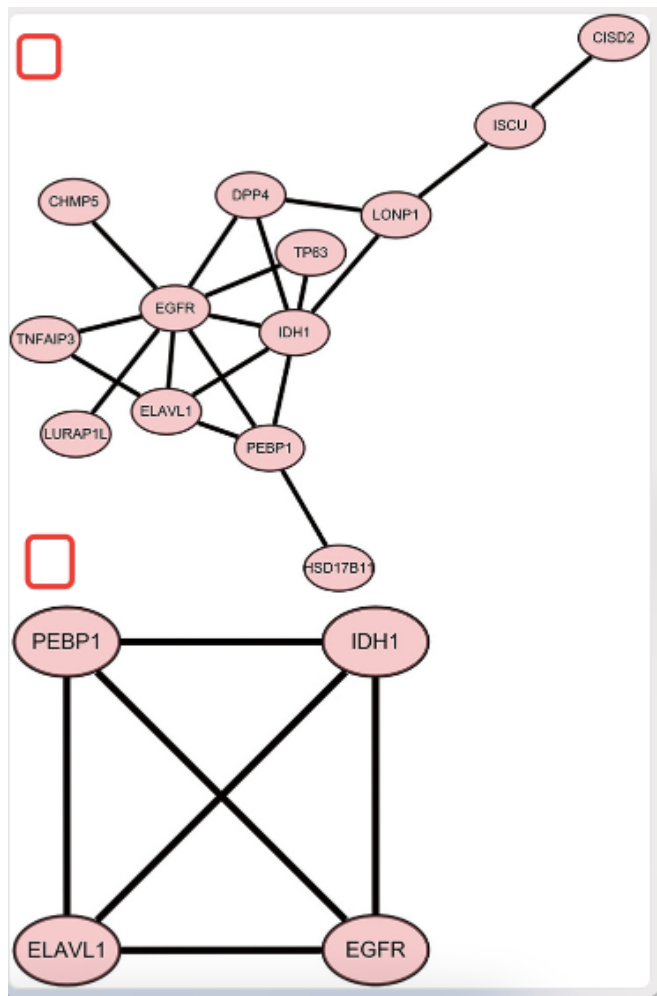 CISD2
ISCU
DPP4
CHMP5
LONP1
TP63
EGFR
IDH1
TNFAIP3
ELAVL1
LURAP1L
PEBP1
HSD17B11
PEBP1
IDH1
ELAVL1
EGFR